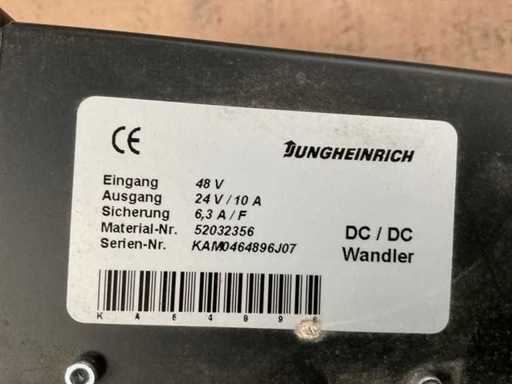 CE
JUNGHEINRICH
Eingang 48 V
Ausgang 24 V / 10 A
Sicherung 6,3 A / F
Material-Nr. 52032356
Serien-Nr. KAM0464896J07
DC / DC
Wandler